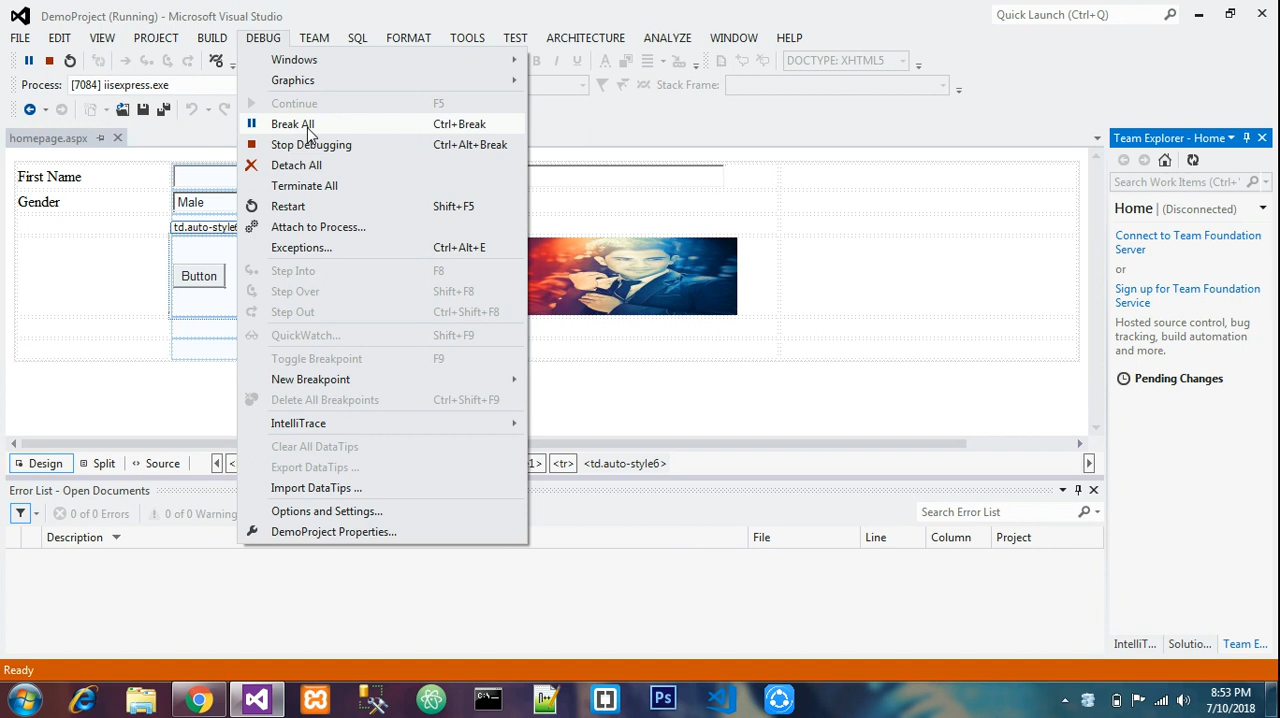 DemoProject (Running) - Microsoft Visual Studio
Quick Launch (Ctrl+Q)
FILE EDIT VIEW PROJECT BUILD DEBUG TEAM SQL FORMAT TOOLS TEST ARCHITECTURE ANALYZE WINDOW HELP
DOCTYPE: XHTML5
Process: [7084] iisexpress.exe
Stack Frame:
homepage.aspx
First Name
Gender
Male
td.auto-style6
Button
Windows
Graphics
Continue F5
Break All Ctrl+Break
Stop Debugging Ctrl+Alt+Break
Detach All
Terminate All
Restart Shift+F5
Attach to Process...
Exceptions... Ctrl+Alt+E
Step Into F8
Step Over Shift+F8
Step Out Ctrl+Shift+F8
QuickWatch... Shift+F9
Toggle Breakpoint F9
New Breakpoint
Delete All Breakpoints Ctrl+Shift+F9
IntelliTrace
Clear All DataTips
Export DataTips ...
Import DataTips ...
Options and Settings...
DemoProject Properties...
Team Explorer - Home
Search Work Items (Ctrl+'
Home | (Disconnected)
Connect to Team Foundation
Server
or
Sign up for Team Foundation
Service
Hosted source control, bug
tracking, build automation
and more.
Pending Changes
Design Split Source < 1> <tr> <td.auto-style6>
Error List - Open Documents
0 of 0 Errors 0 of 0 Warning
Search Error List
Description File Line Column Project
IntelliT... Solutio... Team E...
Ready
Ps
8:53 PM
7/10/2018